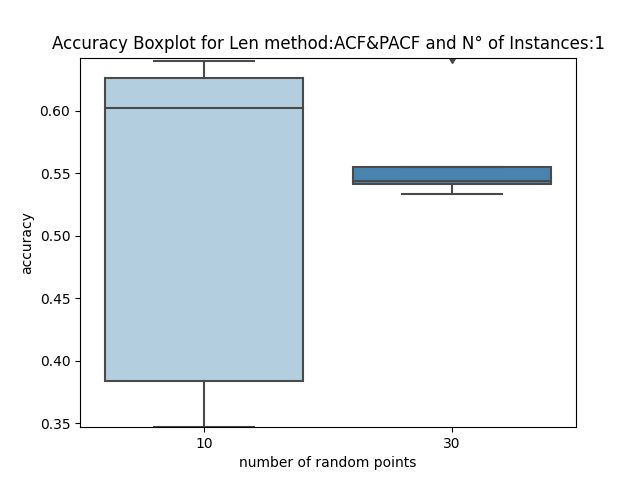 Accuracy Boxplot for Len method:ACF&PACF and N° of Instances:1
0.60
0.55
0.50
0.45
0.40
0.35
accuracy
10 30
number of random points